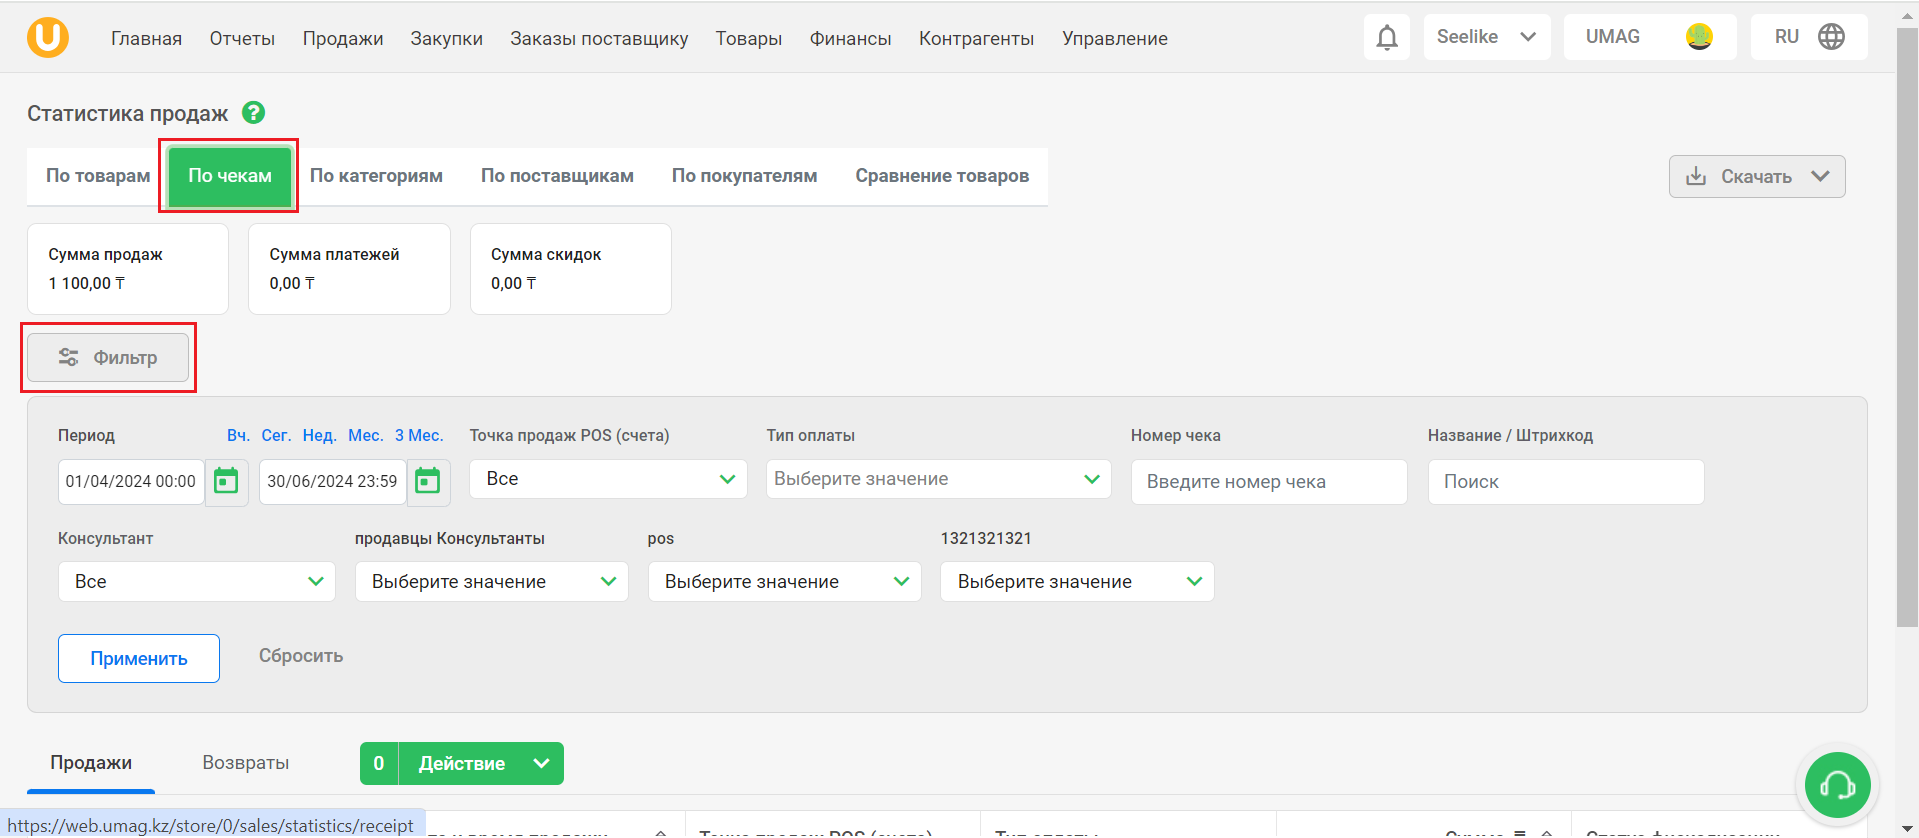 U
Главная Отчеты Продажи Закупки Заказы поставщику Товары Финансы Контрагенты Управление Seelike UMAG RU
Статистика продаж ?
По товарам По чекам По категориям По поставщикам По покупателям Сравнение товаров Скачать
Сумма продаж Сумма платежей Сумма скидок
1 100,00 ₸ 0,00 ₸ 0,00 ₸
Фильтр
Период Вч. Сег. Нед. Мес. 3 Мес. Точка продаж POS (счета) Тип оплаты Номер чека Название / Штрихкод
01/04/2024 00:00 30/06/2024 23:59 Все Выберите значение Введите номер чека Поиск
Консультант продавцы Консультанты pos 1321321321
Все Выберите значение Выберите значение Выберите значение
Применить Сбросить
Продажи Возвраты 0 Действие
https://web.umag.kz/store/0/sales/statistics/receipt время продажи Точка продаж POS (счета) Тип оплаты Сумма, ₸ Статус фискализации